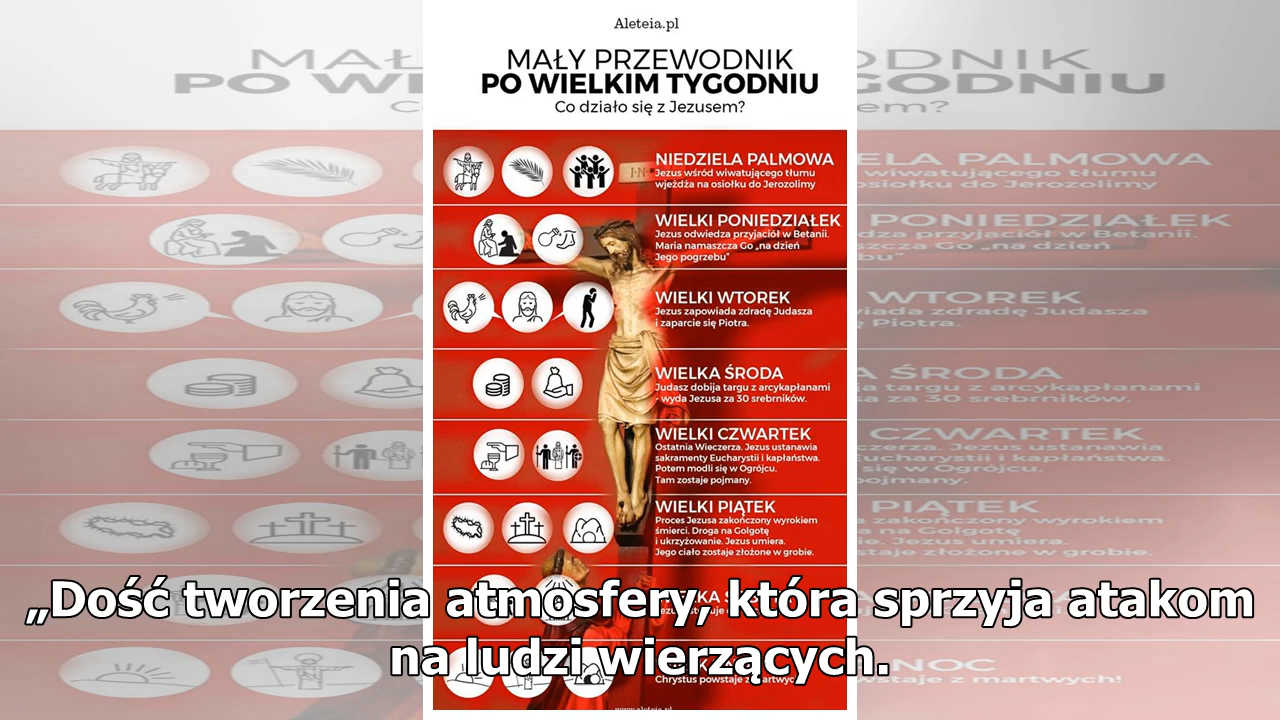 Aleteia.pl
MAŁY PRZEWODNIK
PO WIELKIM TYGODNIU
Co działo się z Jezusem?
NIEDZIELA PALMOWA
Jezus wśród wiwatującego tłumu
wjeżdża na osiołku do Jerozolimy
WIELKI PONIEDZIAŁEK
Jezus odwiedza przyjaciół w Betanii.
Maria namaszcza Go „na dzień
Jego pogrzebu"
WIELKI WTOREK
Jezus zapowiada zdradę Judasza
i zaparcie się Piotra.
WIELKA ŚRODA
Judasz dobija targu z arcykapłanami
- wyda Jezusa za 30 srebrników.
WIELKI CZWARTEK
Ostatnia Wieczerza. Jezus ustanawia
sakramenty Eucharystii i kapłaństwa.
Potem modli się w Ogrójcu.
Tam zostaje pojmany.
WIELKI PIĄTEK
Proces Jezusa zakończony wyrokiem
śmierci. Droga na Golgotę
i ukrzyżowanie. Jezus umiera.
Jego ciało zostaje złożone w grobie.
„Dość tworzenia atmosfery, która sprzyja atakom
na ludzi wierzących.
Chrystus powstaje z martwych!
www.aleteia.pl